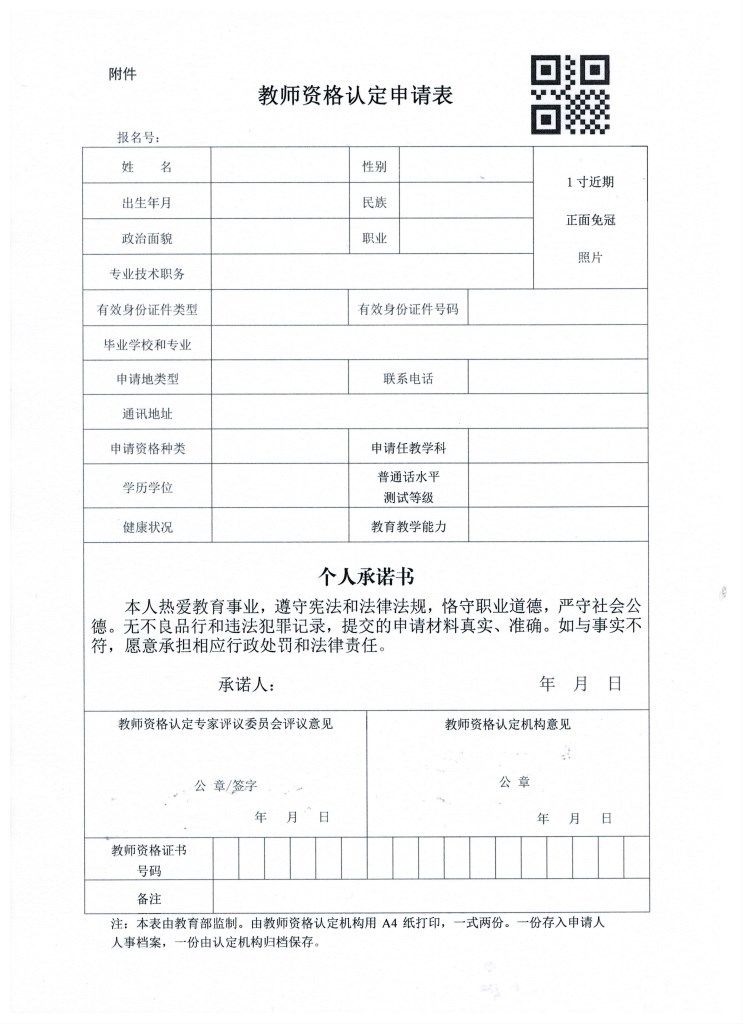 附件
教师资格认定申请表
报名号：
姓 名 性别 1 寸近期
正面免冠
照片
出生年月 民族
政治面貌 职业
专业技术职务
有效身份证件类型 有效身份证件号码
毕业学校和专业
申请地类型 联系电话
通讯地址
申请资格种类 申请任教学科
学历学位 普通话水平
测试等级
健康状况 教育教学能力
个人承诺书
本人热爱教育事业，遵守宪法和法律法规，恪守职业道德，严守社会公
德。无不良品行和违法犯罪记录，提交的申请材料真实、准确。如与事实不
符，愿意承担相应行政处罚和法律责任。
承诺人： 年 月 日
教师资格认定专家评议委员会评议意见
公 章/签字
年 月 日
教师资格认定机构意见
公 章
年 月 日
教师资格证书
号码
备注
注：本表由教育部监制。由教师资格认定机构用 A4 纸打印，一式两份。一份存入申请人
人事档案，一份由认定机构归档保存。